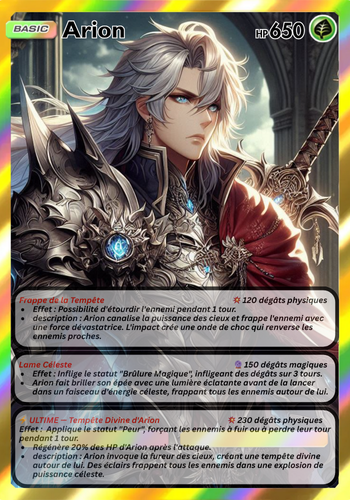 BASIC Arion HP650
Frappe de la Tempête 120 dégâts physiques
• Effet : Possibilité d'étourdir l'ennemi pendant 1 tour.
• description : Arion canalise la puissance des cieux et frappe l'ennemi avec
une force dévastatrice. L'impact crée une onde de choc qui renverse les
ennemis proches.
Lame Céleste 150 dégâts magiques
• Effet : Inflige le statut "Brûlure Magique", infligeant des dégâts sur 3 tours.
• Arion fait briller son épée avec une lumière éclatante avant de la lancer
dans un faisceau d'énergie céleste, frappant tous les ennemis autour de lui.
ULTIME — Tempête Divine d'Arion 230 dégâts physiques
Effet : Applique le statut "Peur", forçant les ennemis à fuir ou à perdre leur tour
pendant 1 tour.
• Régénère 20% des HP d'Arion après l'attaque.
• description : Arion invoque la fureur des cieux, créant une tempête divine
autour de lui. Des éclairs frappent tous les ennemis dans une explosion de
puissance céleste.